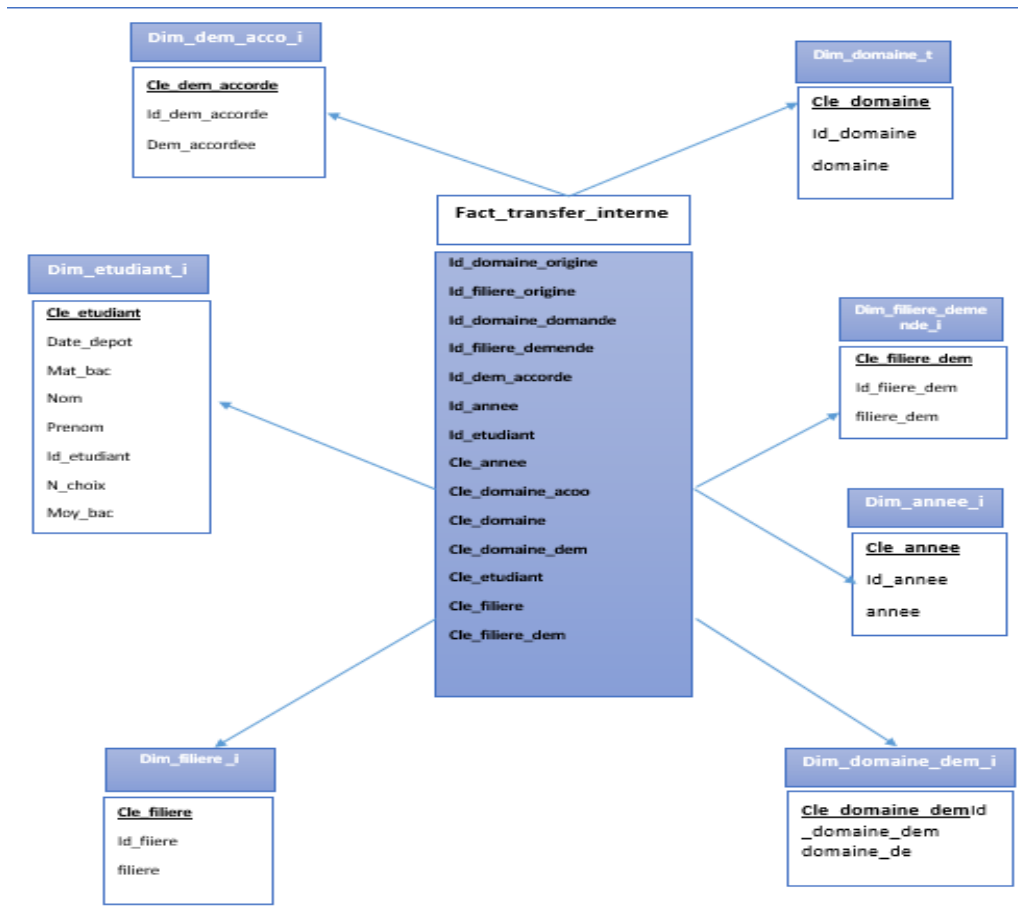 Dim_dem_acco_i
Cle_dem_accorde
Id_dem_accorde
Dem_accordee
Dim_domaine_t
Cle_domaine
Id_domaine
domaine
Fact_transfer_interne
Id_domaine_origine
Id_filiere_origine
Id_domaine_domande
Id_filiere_demende
Id_dem_accorde
Id_annee
Id_etudiant
Cle_annee
Cle_domaine_acoo
Cle_domaine
Cle_domaine_dem
Cle_etudiant
Cle_filiere
Cle_filiere_dem
Dim_etudiant_i
Cle_etudiant
Date_depot
Mat_bac
Nom
Prenom
Id_etudiant
N_choix
Moy_bac
Dim_filiere_deme
nde_i
Cle_filiere_dem
Id_fiiere_dem
filiere_dem
Dim_annee_i
Cle_annee
Id_annee
annee
Dim_filiere _i
Cle_filiere
Id_fiiere
filiere
Dim_domaine_dem_i
Cle_domaine_demId
_domaine_dem
domaine_de